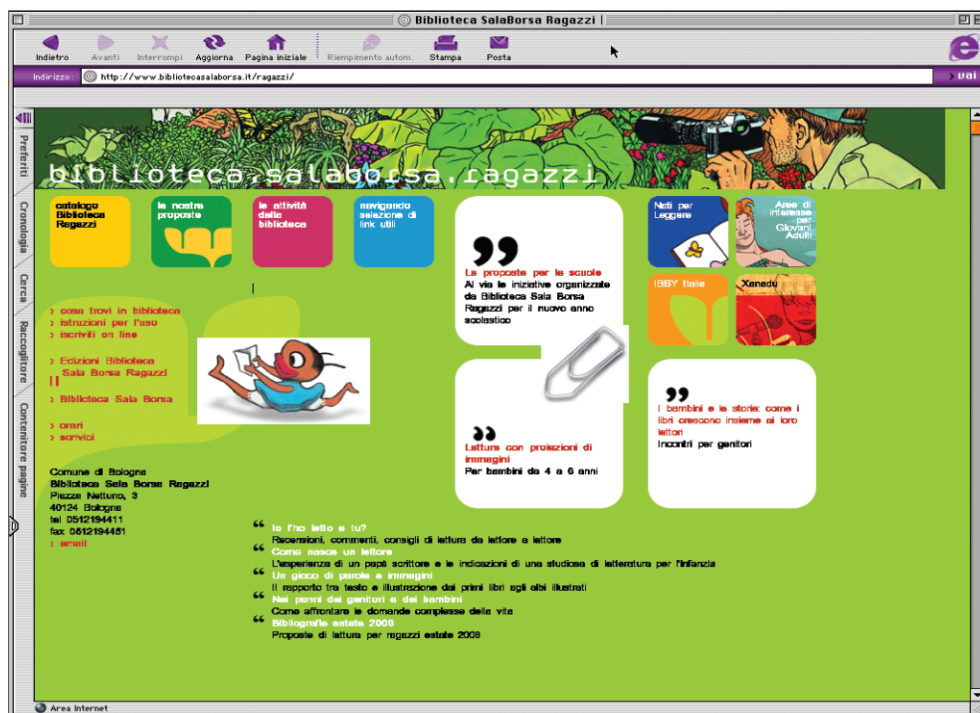 Biblioteca SalaBorsa Ragazzi
Indietro
Avanti
Interrompi
Aggiorna
Pagina iniziale
Riempimento autom.
Stampa
Posta
Indirizzo:
http://www.bibliotecasalaborsa.it/ragazzi/
vai
Preferiti
Cronologia
Cerca
Raccoglitore
Contenitore pagine
biblioteca.salaborsa.ragazzi
catalogo
Biblioteca
Ragazzi
le nostre
proposte
le attività
della
biblioteca
navigando
selezione di
link utili
Nati per
Leggere
Area di
interesse
per
Giovani
Adulti
IBBY Italia
Xanadu
”
Le proposte per le scuole
Al via le iniziative organizzate
da Biblioteca Sala Borsa
Ragazzi per il nuovo anno
scolastico
› cosa trovi in biblioteca
› istruzioni per l'uso
› iscriviti on line
› Edizioni Biblioteca
Sala Borsa Ragazzi
› Biblioteca Sala Borsa
› orari
› scrivici
”
Letture con proiezioni di
immagini
Per bambini da 4 a 6 anni
”
I bambini e le storie: come i
libri crescono insieme ai loro
lettori
Incontri per genitori
Comune di Bologna
Biblioteca Sala Borsa Ragazzi
Piazza Nettuno, 3
40124 Bologna
tel 0512194411
fax 0512194451
› email
“ Io l'ho letto e tu?
Recensioni, commenti, consigli di lettura da lettore a lettore
“ Come nasce un lettore
L'esperienza di un papà scrittore e le indicazioni di una studiosa di letteratura per l'infanzia
“ Un gioco di parole e immagini
Il rapporto tra testo e illustrazione dai primi libri agli albi illustrati
“ Nei panni dei genitori e dei bambini
Come affrontare le domande complesse della vita
“ Bibliografie estate 2006
Proposte di lettura per ragazzi estate 2006
Area Internet